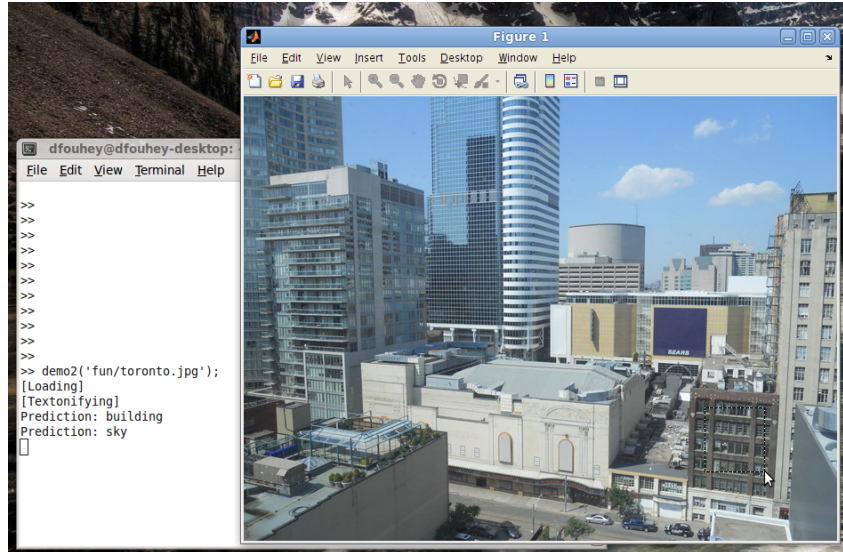 Figure 1
File Edit View Insert Tools Desktop Window Help
dfouhey@dfouhey-desktop:
File Edit View Terminal Help
>>
>>
>>
>>
>>
>>
>>
>>
>>
>>
>>
>> demo2('fun/toronto.jpg');
[Loading]
[Textonifying]
Prediction: building
Prediction: sky
SEARS